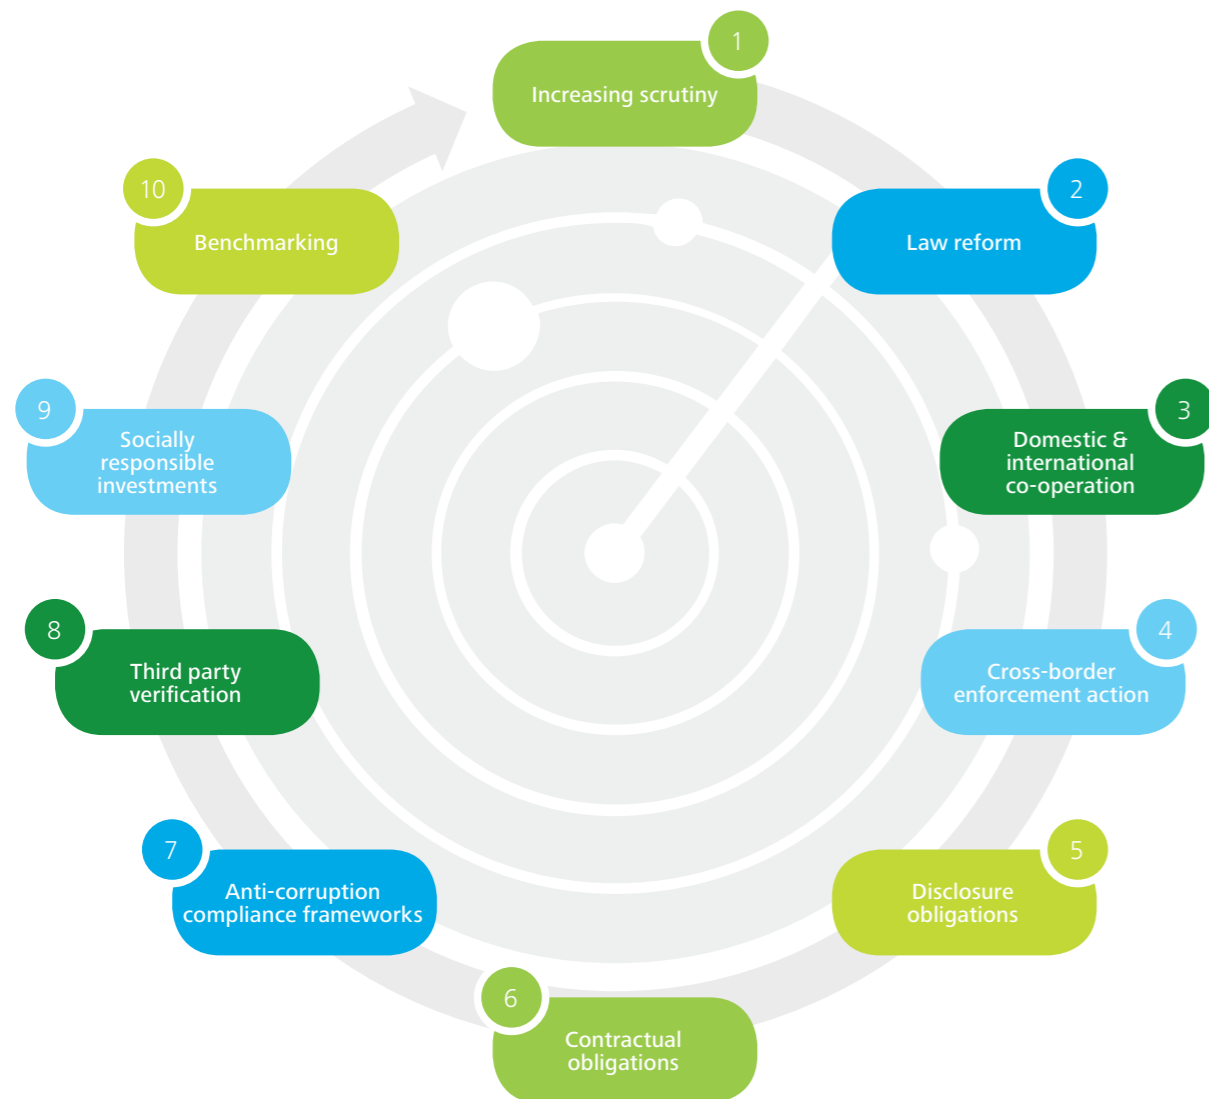 1
Increasing scrutiny
2
Law reform
3
Domestic &
international
co-operation
4
Cross-border
enforcement action
5
Disclosure
obligations
6
Contractual
obligations
7
Anti-corruption
compliance frameworks
8
Third party
verification
9
Socially
responsible
investments
10
Benchmarking